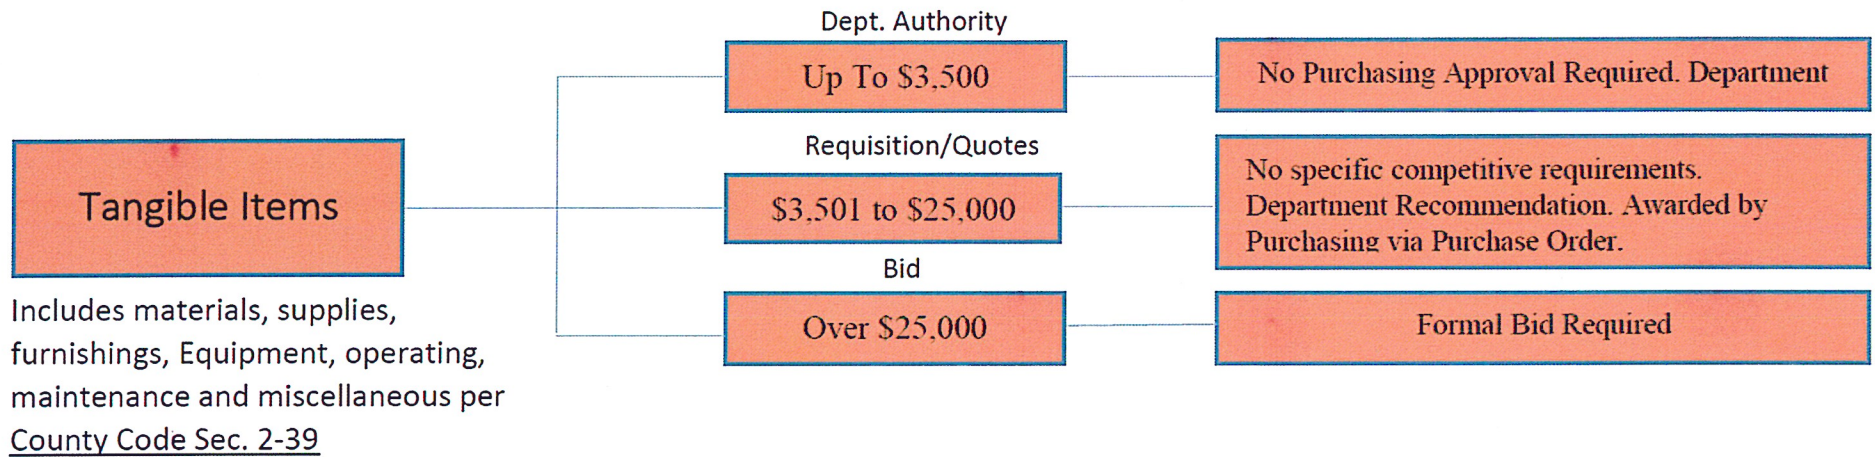 Dept. Authority
Up To $3,500
No Purchasing Approval Required. Department
Tangible Items
Requisition/Quotes
$3,501 to $25,000
No specific competitive requirements.
Department Recommendation. Awarded by
Purchasing via Purchase Order.
Bid
Over $25,000
Formal Bid Required
Includes materials, supplies,
furnishings, Equipment, operating,
maintenance and miscellaneous per
County Code Sec. 2-39